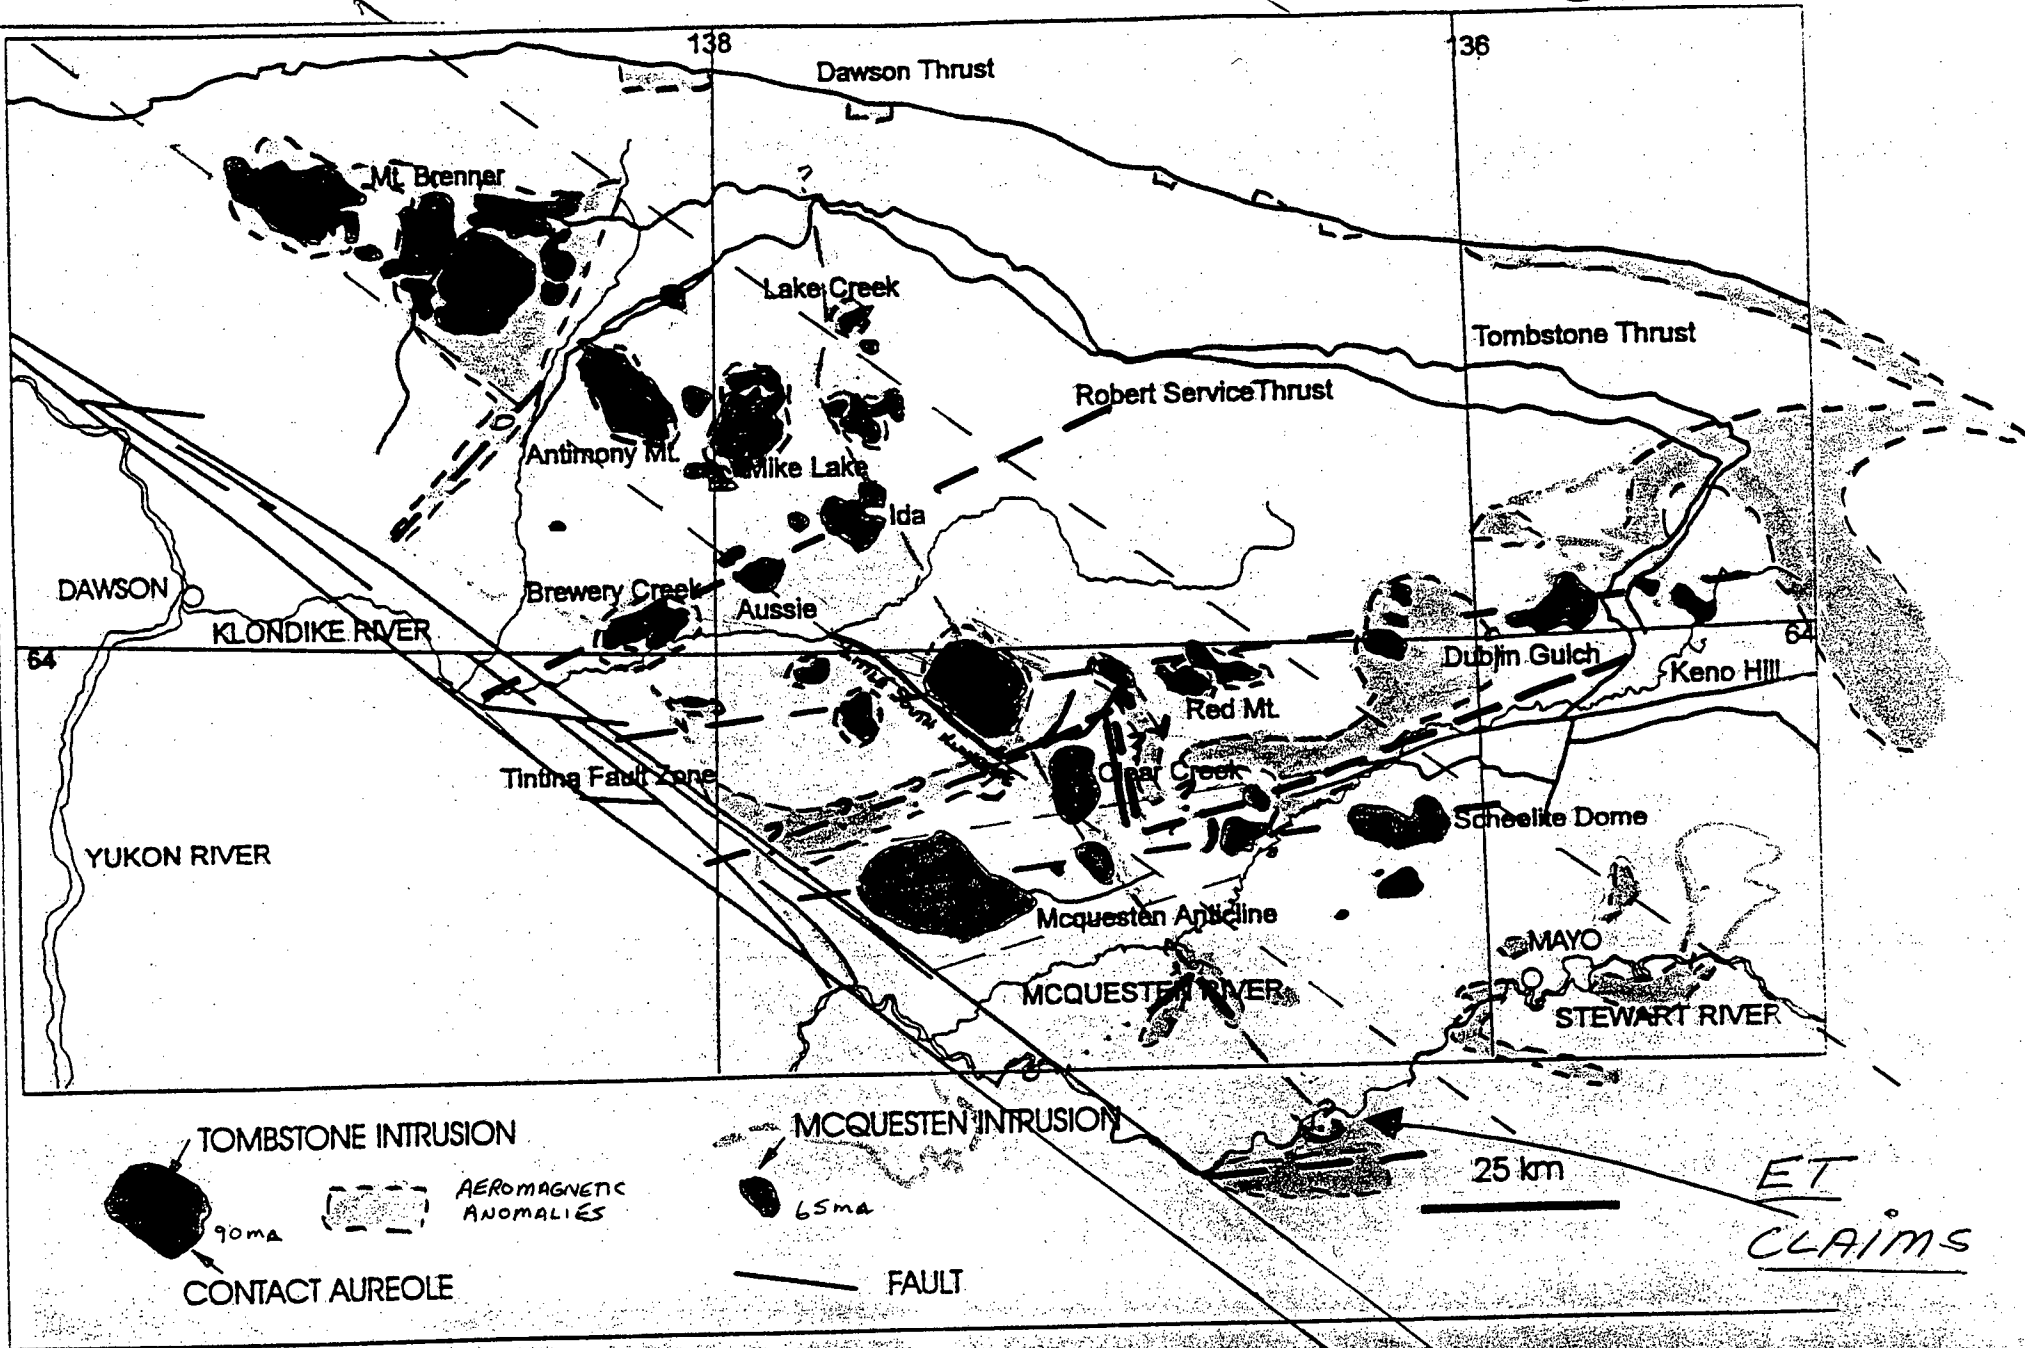 138
136
Dawson Thrust
Mt. Brenner
?
Lake Creek
Tombstone Thrust
Robert Service Thrust
Antimony Mt.
Mike Lake
Ida
DAWSON
Brewery Creek
Aussie
KLONDIKE RIVER
64
64
Dublin Gulch
Keno Hill
Red Mt.
Tintina Fault Zone
Clear Creek
?
Scheelite Dome
YUKON RIVER
Mcquesten Anticline
MAYO
MCQUESTEN RIVER
STEWART RIVER
TOMBSTONE INTRUSION
MCQUESTEN INTRUSION
AEROMAGNETIC
ANOMALIES
90ma
65ma
25 km
ET
CLAIMS
CONTACT AUREOLE
FAULT